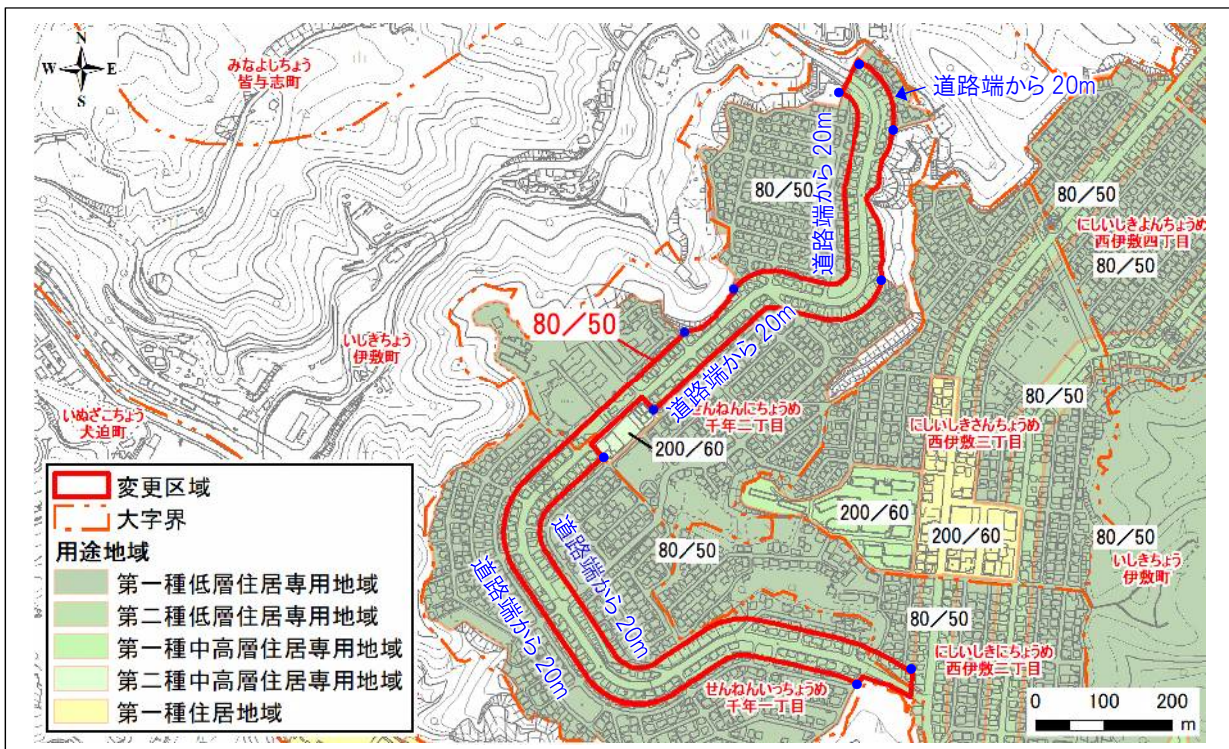 N
W E
S
みなよしちょう
皆与志町
道路端から 20m
道路端から 20m
80/50
80/50
にしいしきよんちょうめ
西伊敷四丁目
80/50
80/50
いしきちょう
伊敷町
道路端から 20m
いぬざこちょう
犬迫町
せんねんにちょうめ
千年二丁目
200/60
にしいしきさんちょうめ
西伊敷三丁目
80/50
200/60
200/60
80/50
80/50
いしきちょう
伊敷町
道路端から 20m
道路端から 20m
80/50
にしいしきにちょうめ
西伊敷二丁目
せんねんいっちょうめ
千年一丁目
変更区域
大字界
用途地域
第一種低層住居専用地域
第二種低層住居専用地域
第一種中高層住居専用地域
第二種中高層住居専用地域
第一種住居地域
0 100 200
m